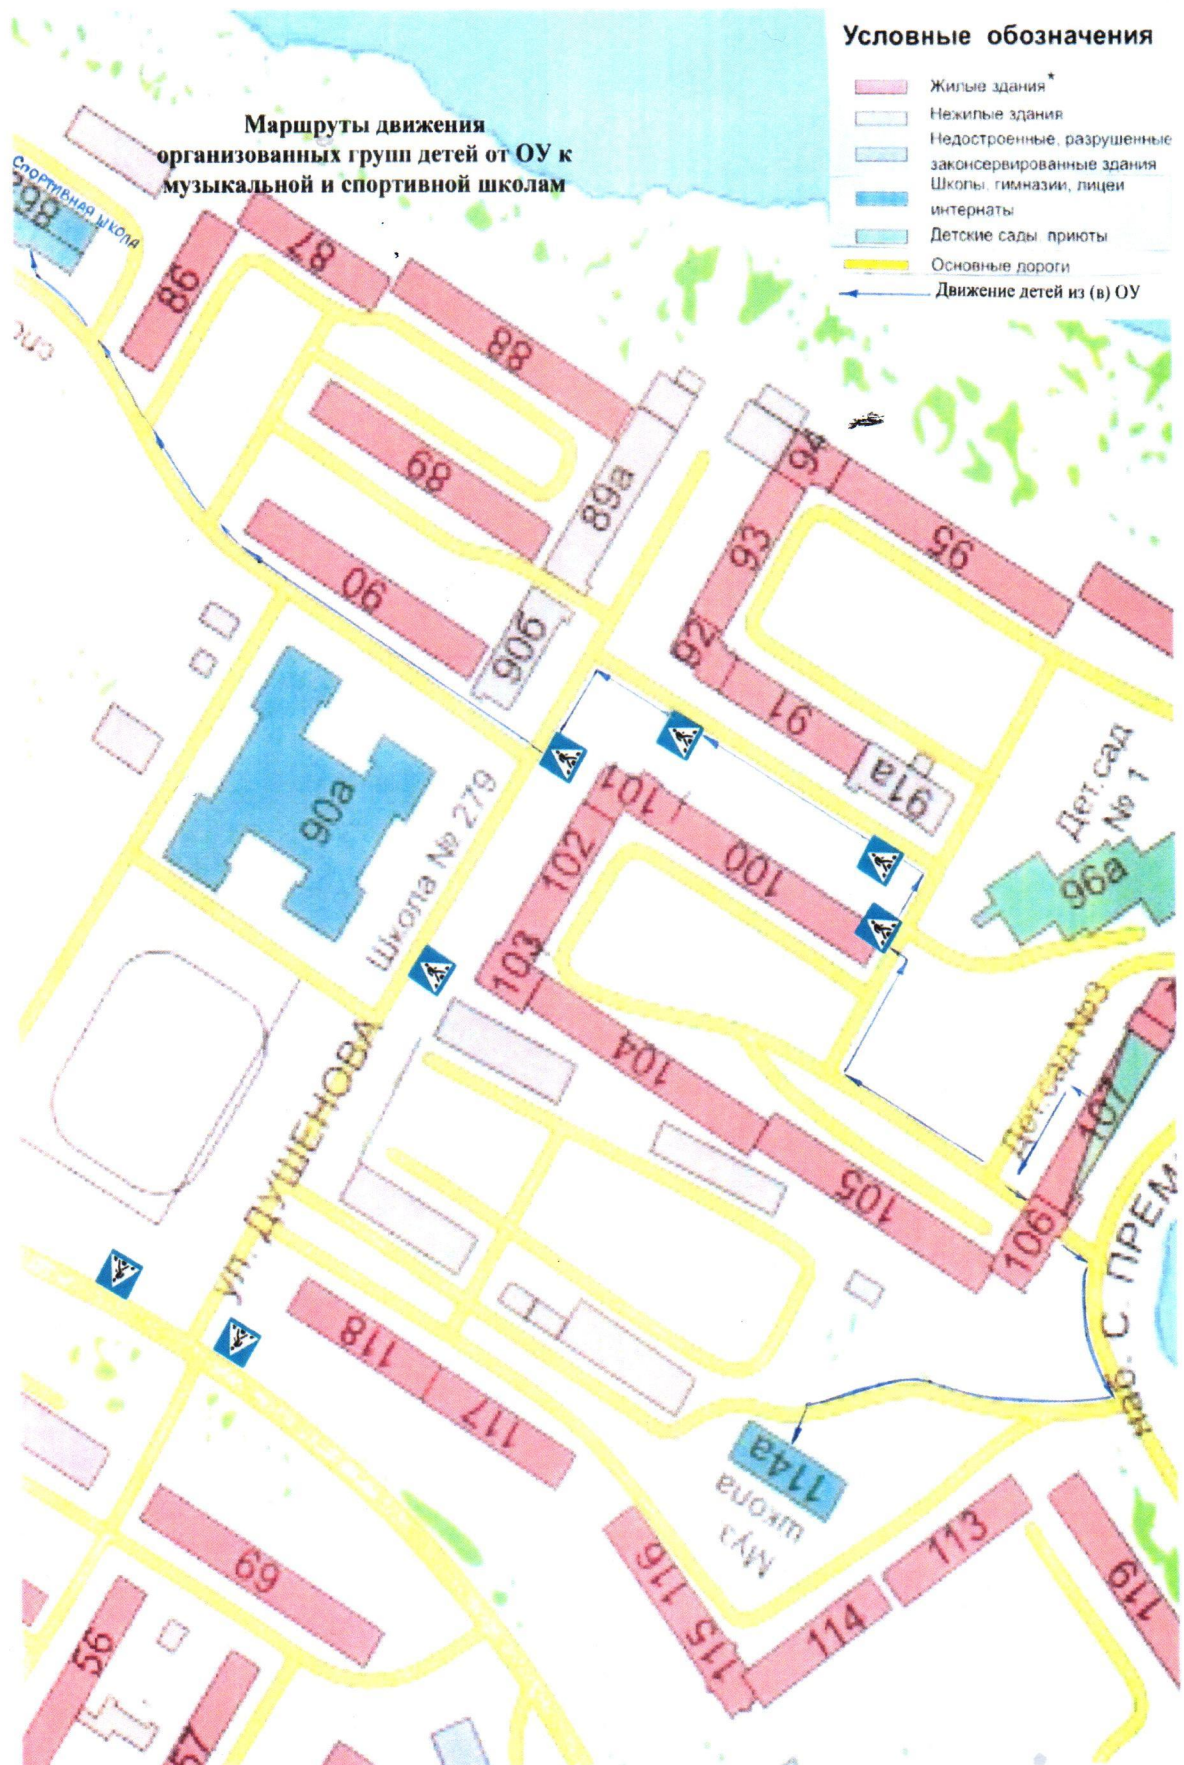 Маршруты движения
организованных групп детей от ОУ к
музыкальной и спортивной школам
Условные обозначения
Жилые здания*
Нежилые здания
Недостроенные, разрушенные
законсервированные здания
Школы, гимназии, лицеи
интернаты
Детские сады, приюты
Основные дороги
Движение детей из (в) ОУ
СПОРТИВНАЯ ШКОЛА
86
87
88
89
89а
90
90б
94
93
95
92
91
91а
90а
Школа № 279
101
102
100
103
Дет.сад
№ 1
96а
104
105
Дет.сад №3
107
106
ул. ДУШЕНОВА
наб. С. ПРЕМ
118
117
114а
Муз
школа
116
115
114
113
119
69
56
57